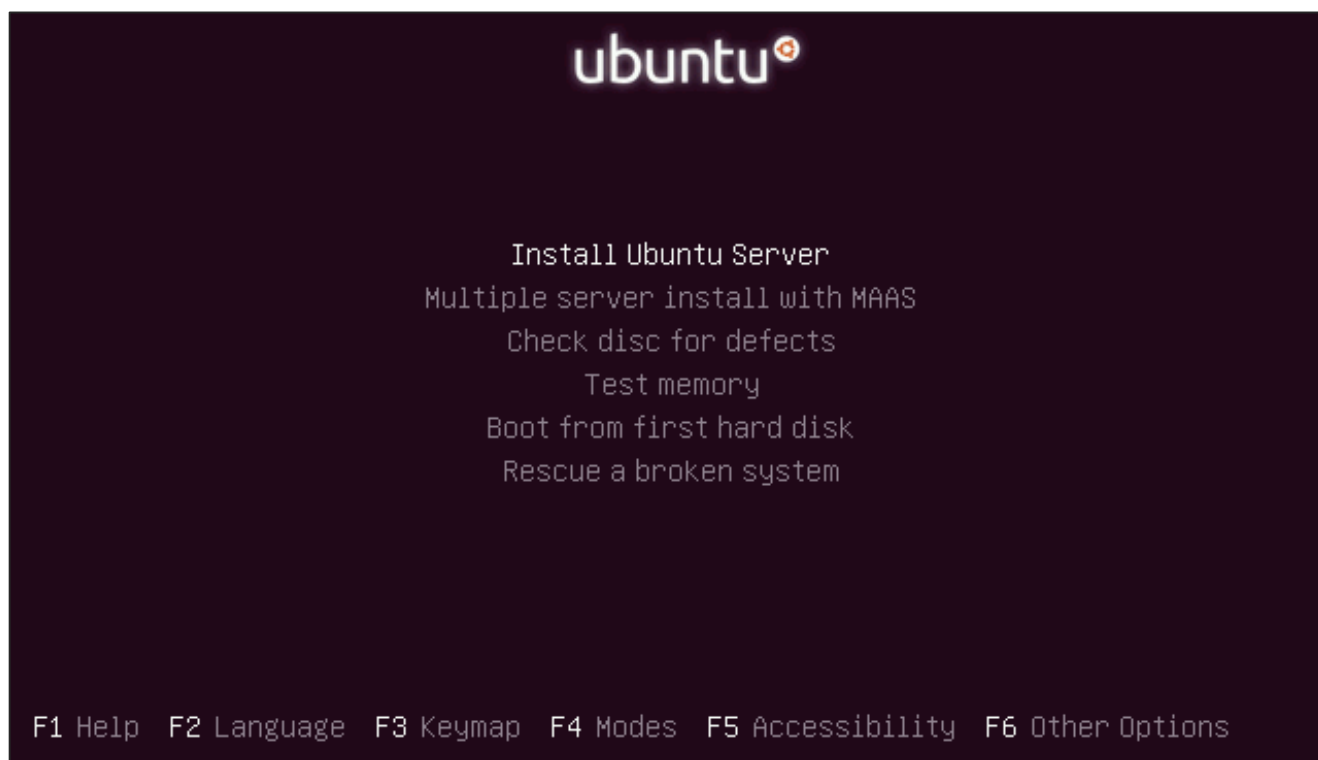 ubuntu
Install Ubuntu Server
Multiple server install with MAAS
Check disc for defects
Test memory
Boot from first hard disk
Rescue a broken system
F1 Help F2 Language F3 Keymap F4 Modes F5 Accessibility F6 Other Options